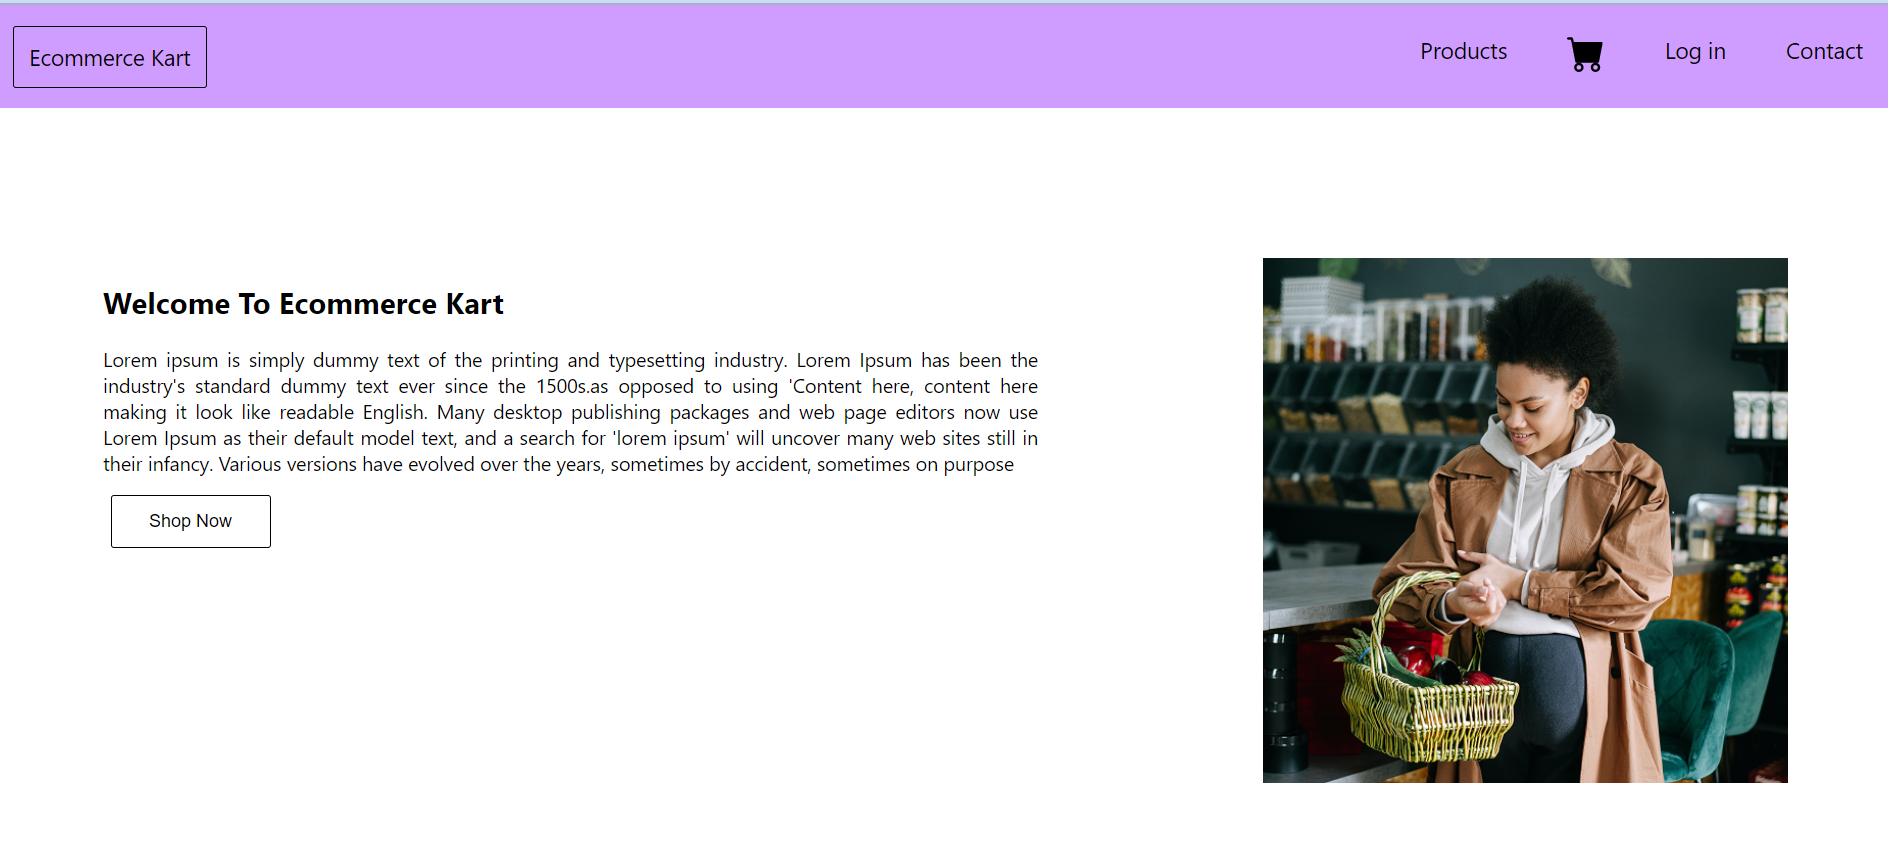 Ecommerce Kart
Products
Log in
Contact
Welcome To Ecommerce Kart
Lorem ipsum is simply dummy text of the printing and typesetting industry. Lorem Ipsum has been the
industry's standard dummy text ever since the 1500s.as opposed to using 'Content here, content here
making it look like readable English. Many desktop publishing packages and web page editors now use
Lorem Ipsum as their default model text, and a search for 'lorem ipsum' will uncover many web sites still in
their infancy. Various versions have evolved over the years, sometimes by accident, sometimes on purpose
Shop Now